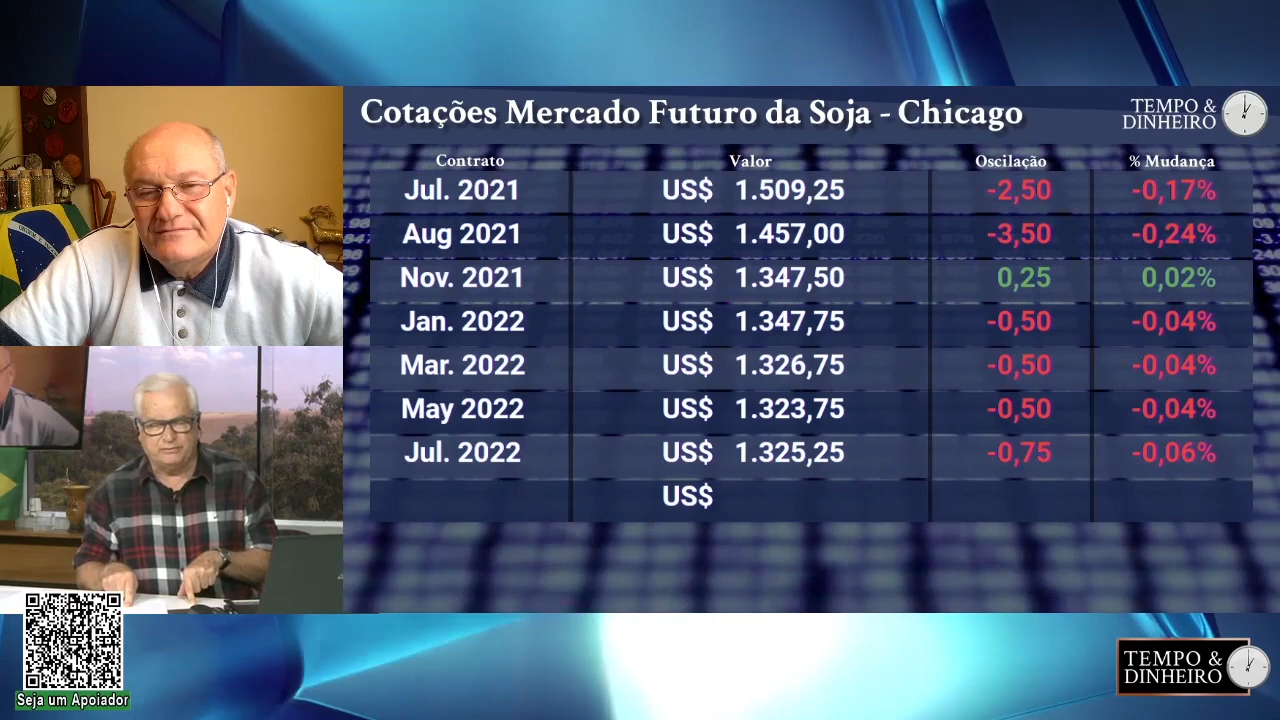 Cotações Mercado Futuro da Soja - Chicago
TEMPO &
DINHEIRO
Contrato Valor Oscilação % Mudança
Jul. 2021 US$ 1.509,25 -2,50 -0,17%
Aug 2021 US$ 1.457,00 -3,50 -0,24%
Nov. 2021 US$ 1.347,50 0,25 0,02%
Jan. 2022 US$ 1.347,75 -0,50 -0,04%
Mar. 2022 US$ 1.326,75 -0,50 -0,04%
May 2022 US$ 1.323,75 -0,50 -0,04%
Jul. 2022 US$ 1.325,25 -0,75 -0,06%
US$
Seja um Apoiador
TEMPO &
DINHEIRO